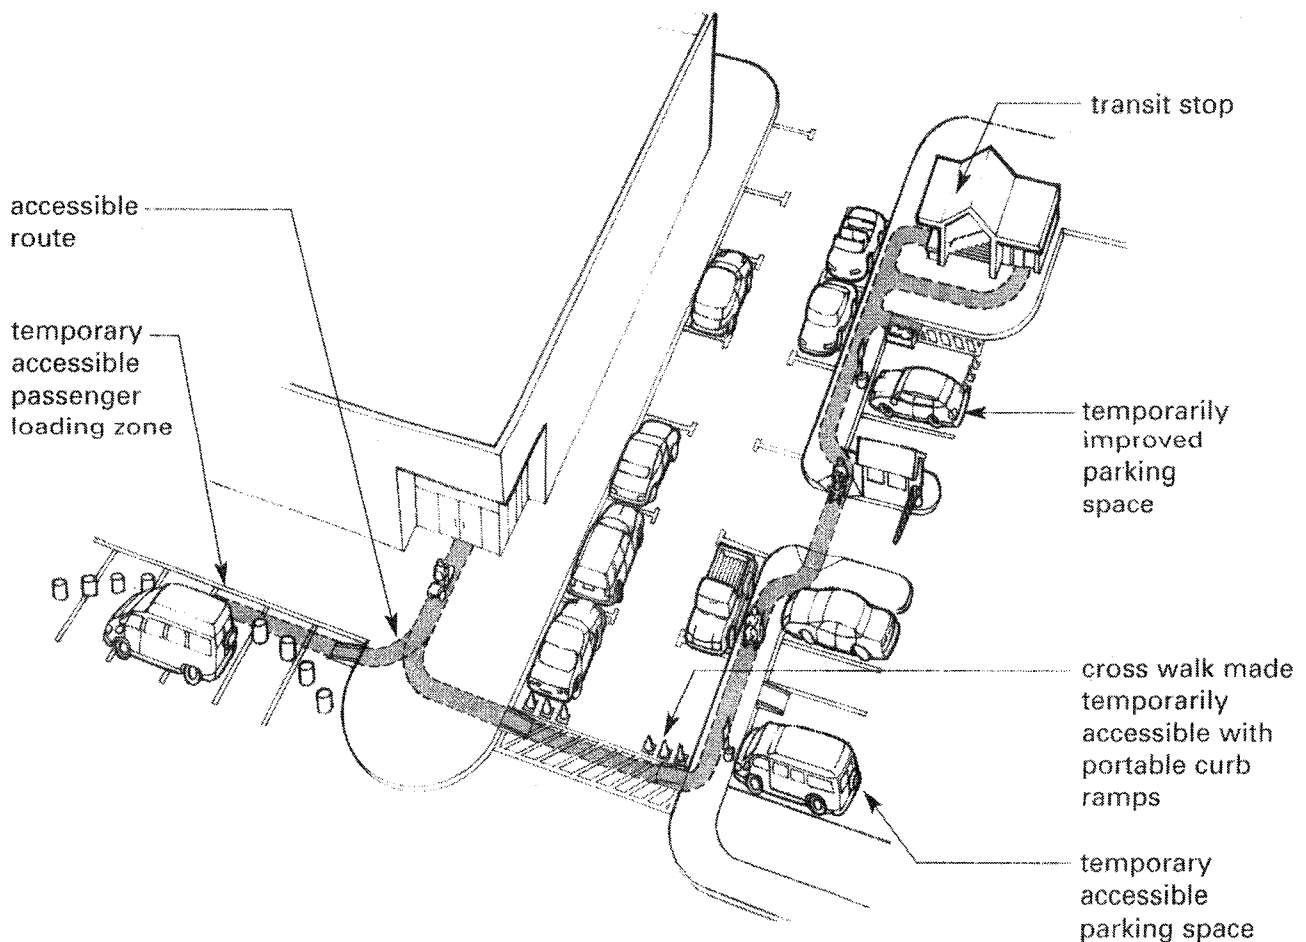 transit stop
accessible
route
temporary
accessible
passenger
loading zone
temporarily
improved
parking
space
cross walk made
temporarily
accessible with
portable curb
ramps
temporary
accessible
parking space